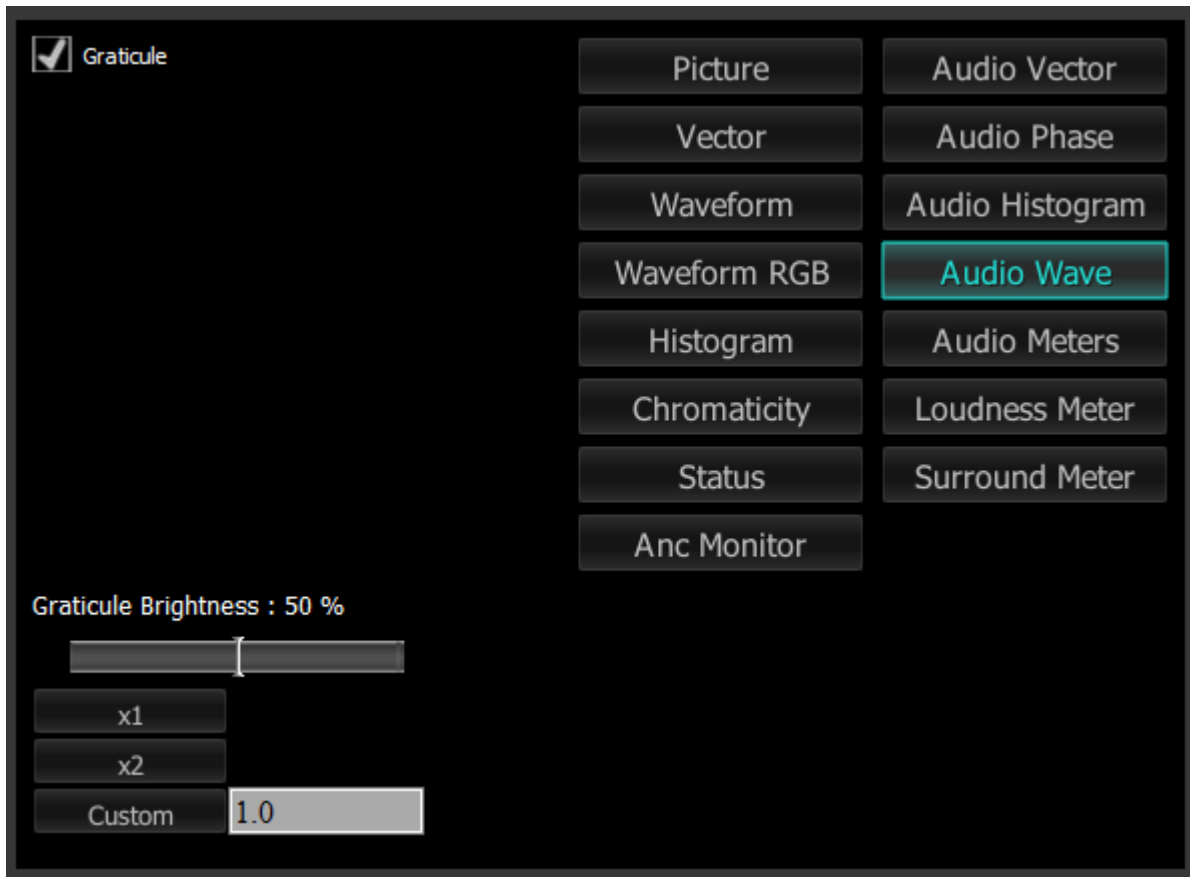 Graticule
Picture
Audio Vector
Vector
Audio Phase
Waveform
Audio Histogram
Waveform RGB
Audio Wave
Histogram
Audio Meters
Chromaticity
Loudness Meter
Status
Surround Meter
Anc Monitor
Graticule Brightness : 50 %
x1
x2
Custom
1.0